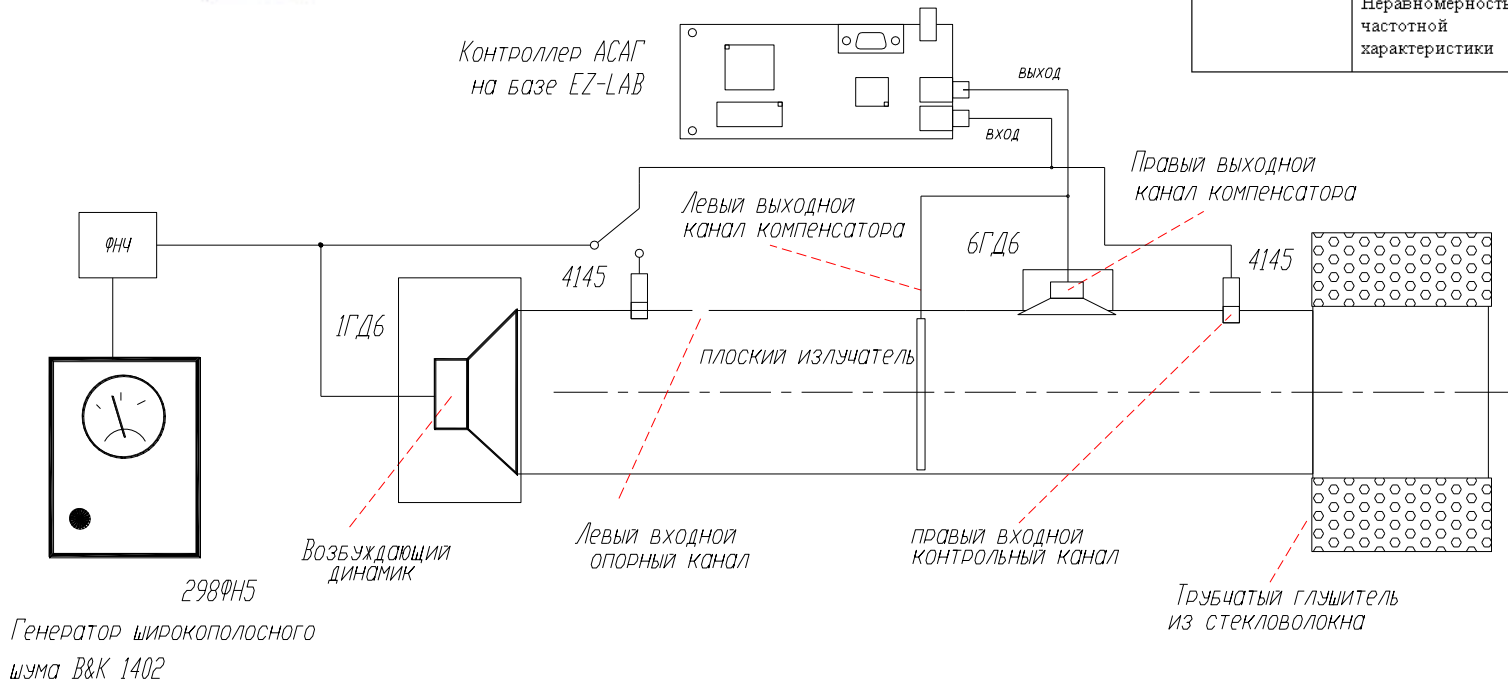 Неравномерность
частотной
характеристики
Контроллер АСАГ
на базе EZ-LAB
выход
вход
Правый выходной
канал компенсатора
Левый выходной
канал компенсатора
6ГД6
ФНЧ
4145
4145
1ГД6
плоский излучатель
Возбуждающий
динамик
Левый входной
опорный канал
правый входной
контрольный канал
298ФН5
Трубчатый глушитель
из стекловолокна
Генератор широкополосного
шума B&K 1402